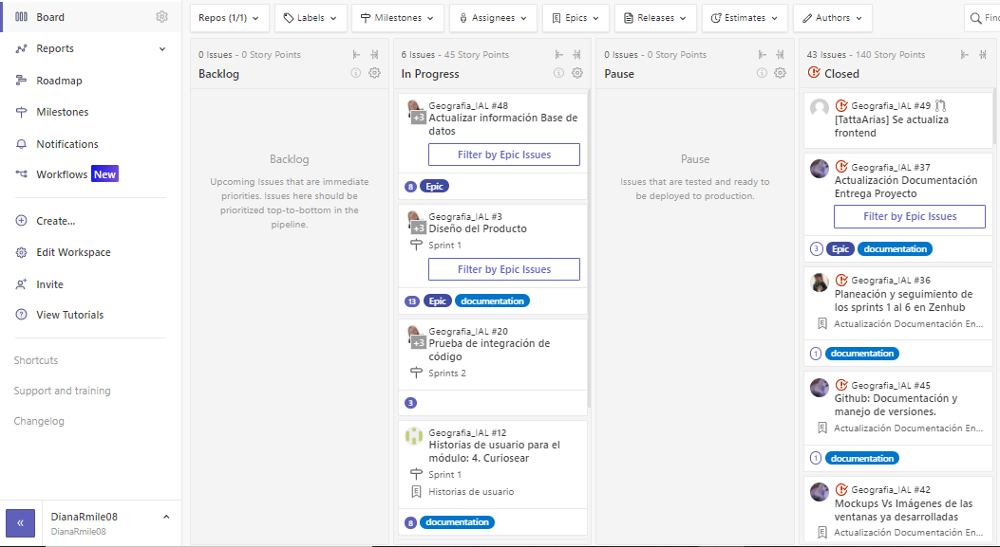 Board
Reports
Roadmap
Milestones
Notifications
Workflows New
Create...
Edit Workspace
Invite
View Tutorials
Shortcuts
Support and training
Changelog
«
DianaRmile08
DianaRmile08
Repos (1/1)
Labels
Milestones
Assignees
Epics
Releases
Estimates
Authors
0 Issues - 0 Story Points
Backlog
Backlog
Upcoming Issues that are immediate
priorities. Issues here should be
prioritized top-to-bottom in the
pipeline.
6 Issues - 45 Story Points
In Progress
+3
Geografia_IAL #48
Actualizar información Base de
datos
Filter by Epic Issues
8 Epic
+3
Geografia_IAL #3
Diseño del Producto
Sprint 1
Filter by Epic Issues
13 Epic documentation
+3
Geografia_IAL #20
Prueba de integración de
código
Sprints 2
3
Geografia_IAL #12
Historias de usuario para el
módulo: 4. Curiosear
Sprint 1
Historias de usuario
8 documentation
0 Issues - 0 Story Points
Pause
Pause
Issues that are tested and ready to
be deployed to production.
43 Issues - 140 Story Points
Closed
Geografia_IAL #49
[TattaArias] Se actualiza
frontend
Geografia_IAL #37
Actualización Documentación
Entrega Proyecto
Filter by Epic Issues
3 Epic documentation
Geografia_IAL #36
Planeación y seguimiento de
los sprints 1 al 6 en Zenhub
Actualización Documentación En...
1 documentation
Geografia_IAL #45
Github: Documentación y
manejo de versiones.
Actualización Documentación En...
1 documentation
Geografia_IAL #42
Mockups Vs Imágenes de las
ventanas ya desarrolladas
Actualización Documentación En...